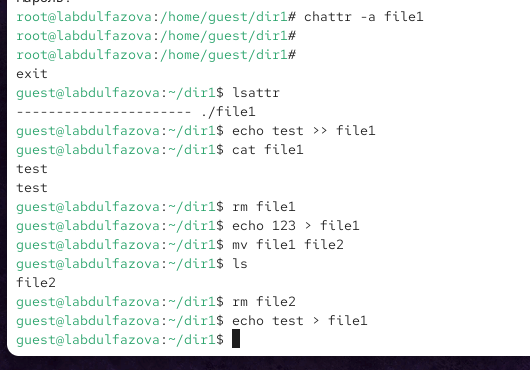 Пароль:
root@labdulfazova:/home/guest/dir1# chattr -a file1
root@labdulfazova:/home/guest/dir1#
root@labdulfazova:/home/guest/dir1#
exit
guest@labdulfazova:~/dir1$ lsattr
---------------------- ./file1
guest@labdulfazova:~/dir1$ echo test >> file1
guest@labdulfazova:~/dir1$ cat file1
test
test
guest@labdulfazova:~/dir1$ rm file1
guest@labdulfazova:~/dir1$ echo 123 > file1
guest@labdulfazova:~/dir1$ mv file1 file2
guest@labdulfazova:~/dir1$ ls
file2
guest@labdulfazova:~/dir1$ rm file2
guest@labdulfazova:~/dir1$ echo test > file1
guest@labdulfazova:~/dir1$